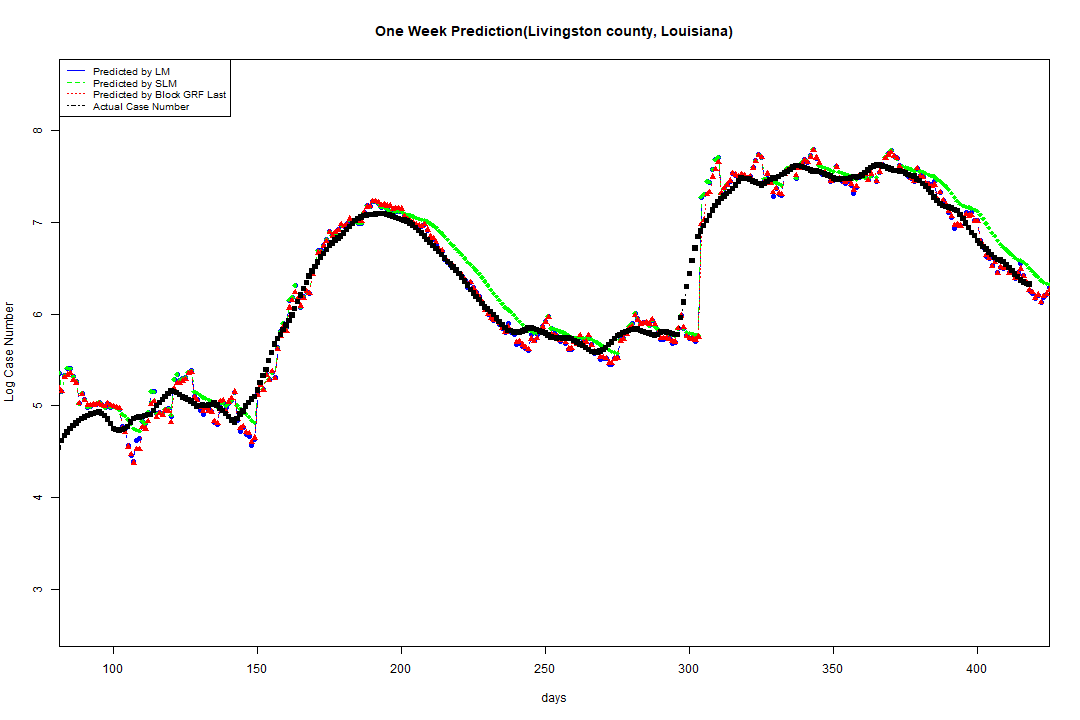 One Week Prediction(Livingston county, Louisiana)
Predicted by LM
Predicted by SLM
Predicted by Block GRF Last
Actual Case Number
Log Case Number
8
7
6
5
4
3
100 150 200 250 300 350 400
days